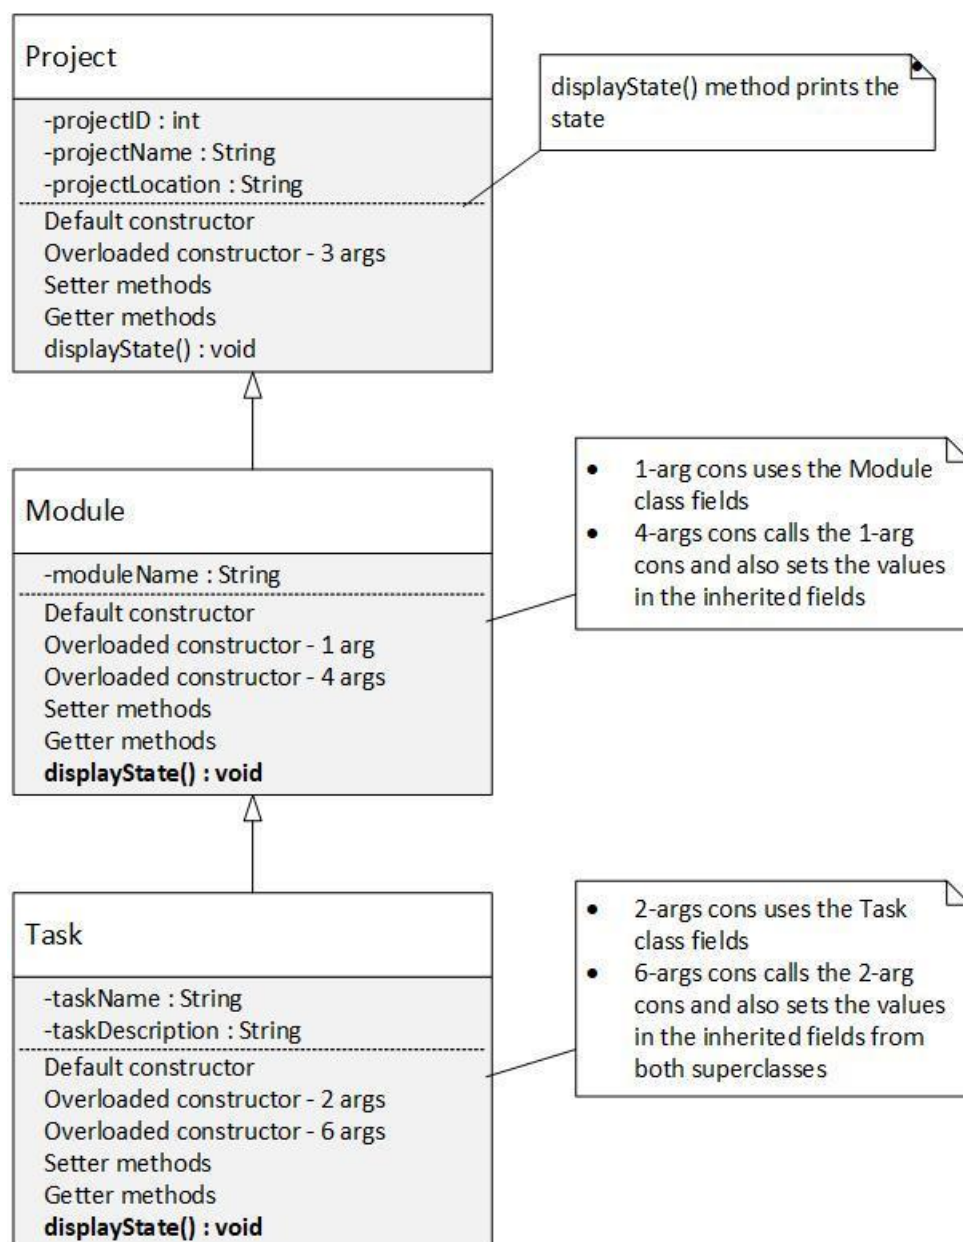 Project
-projectID : int
-projectName : String
-projectLocation : String
Default constructor
Overloaded constructor - 3 args
Setter methods
Getter methods
displayState() : void
displayState() method prints the
state
Module
-moduleName : String
Default constructor
Overloaded constructor - 1 arg
Overloaded constructor - 4 args
Setter methods
Getter methods
displayState() : void
• 1-arg cons uses the Module
class fields
• 4-args cons calls the 1-arg
cons and also sets the values
in the inherited fields
Task
-taskName : String
-taskDescription : String
Default constructor
Overloaded constructor - 2 args
Overloaded constructor - 6 args
Setter methods
Getter methods
displayState() : void
• 2-args cons uses the Task
class fields
• 6-args cons calls the 2-arg
cons and also sets the values
in the inherited fields from
both superclasses